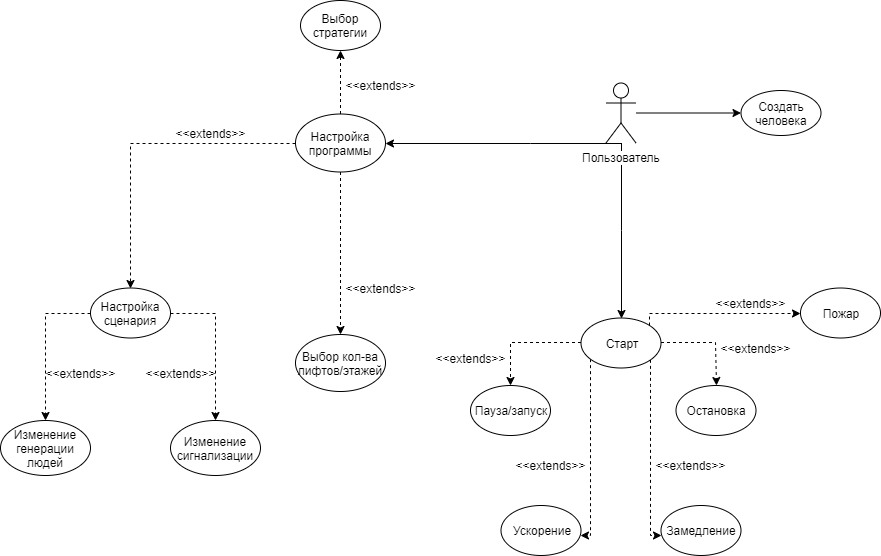 Выбор
стратегии
<<extends>>
Создать
человека
<<extends>>
Настройка
программы
Пользователь
<<extends>>
Настройка
сценария
<<extends>>
Пожар
Старт
<<extends>>
<<extends>>
Выбор кол-ва
лифтов/этажей
<<extends>>
<<extends>>
Пауза/запуск
Остановка
Изменение
генерации
людей
Изменение
сигнализации
<<extends>>
<<extends>>
Ускорение
Замедление